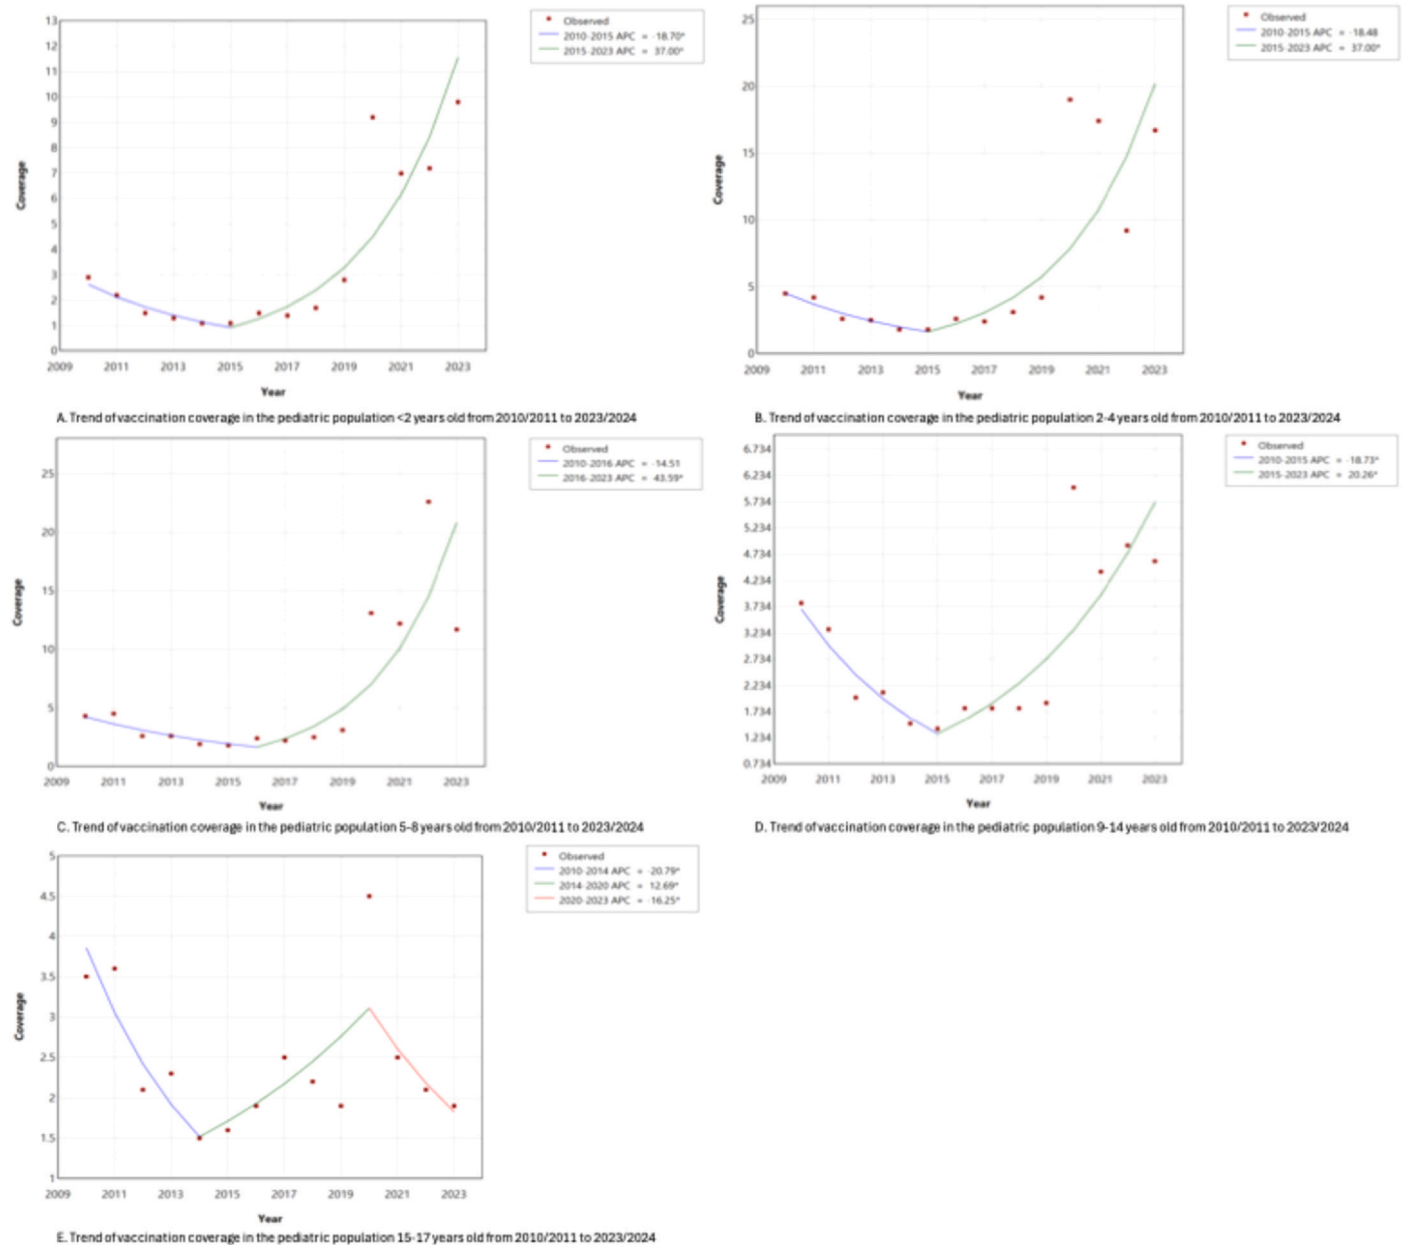 13
12
11
10
9
8
7
6
5
4
3
2
1
0
Coverage
2009 2011 2013 2015 2017 2019 2021 2023
Year
Observed
2010-2015 APC = -18.70*
2015-2023 APC = 37.00*
A. Trend of vaccination coverage in the pediatric population <2 years old from 2010/2011 to 2023/2024
25
20
15
10
5
0
Coverage
2009 2011 2013 2015 2017 2019 2021 2023
Year
Observed
2010-2015 APC = -18.48
2015-2023 APC = 37.00*
B. Trend of vaccination coverage in the pediatric population 2-4 years old from 2010/2011 to 2023/2024
25
20
15
10
5
0
Coverage
2009 2011 2013 2015 2017 2019 2021 2023
Year
Observed
2010-2016 APC = -14.51
2016-2023 APC = 43.59*
C. Trend of vaccination coverage in the pediatric population 5-8 years old from 2010/2011 to 2023/2024
6.734
6.234
5.734
5.234
4.734
4.234
3.734
3.234
2.734
2.234
1.734
1.234
0.734
Coverage
2009 2011 2013 2015 2017 2019 2021 2023
Year
Observed
2010-2015 APC = -18.73*
2015-2023 APC = 20.26*
D. Trend of vaccination coverage in the pediatric population 9-14 years old from 2010/2011 to 2023/2024
5
4.5
4
3.5
3
2.5
2
1.5
1
Coverage
2009 2011 2013 2015 2017 2019 2021 2023
Year
Observed
2010-2014 APC = -20.79*
2014-2020 APC = 12.69*
2020-2023 APC = -16.25*
E. Trend of vaccination coverage in the pediatric population 15-17 years old from 2010/2011 to 2023/2024